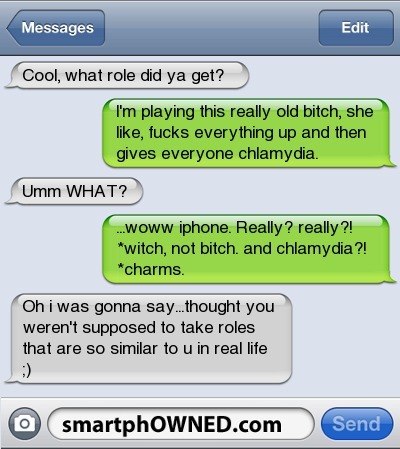 Messages
Edit
Cool, what role did ya get?
I'm playing this really old bitch, she
like, fucks everything up and then
gives everyone chlamydia.
Umm WHAT?
...woww iphone. Really? really?!
*witch, not bitch. and chlamydia?!
*charms.
Oh i was gonna say...thought you
weren't supposed to take roles
that are so similar to u in real life
;)
smartphOWNED.com
Send